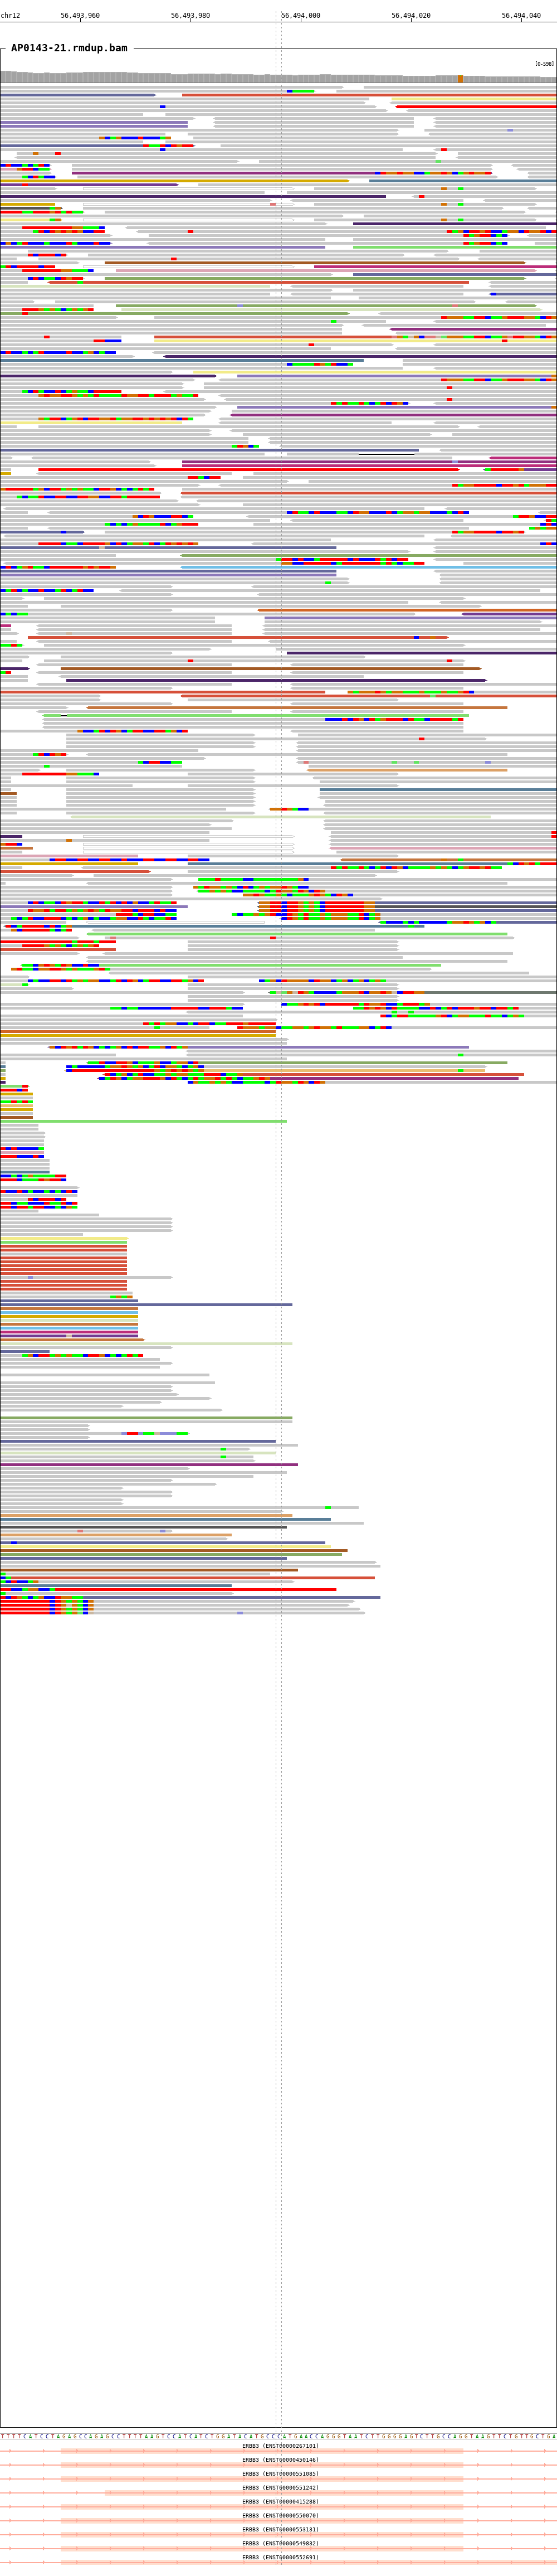 chr12 56,493,960 56,493,980 56,494,000 56,494,020 56,494,040
AP0143-21.rmdup.bam
[0-598]
T T T T C A T C C T A G A G C C A G A G C C T T T T A A G T C C A T C A T C T G G A T A C A T G C C C A T G A A C C A G G G T A A T C T T G G G G A G T C T T G C C A G G T A A G T T C T G T T G C T G A
ERBB3 (ENST00000267101)
ERBB3 (ENST00000450146)
ERBB3 (ENST00000551085)
ERBB3 (ENST00000551242)
ERBB3 (ENST00000415288)
ERBB3 (ENST00000550070)
ERBB3 (ENST00000553131)
ERBB3 (ENST00000549832)
ERBB3 (ENST00000552691)